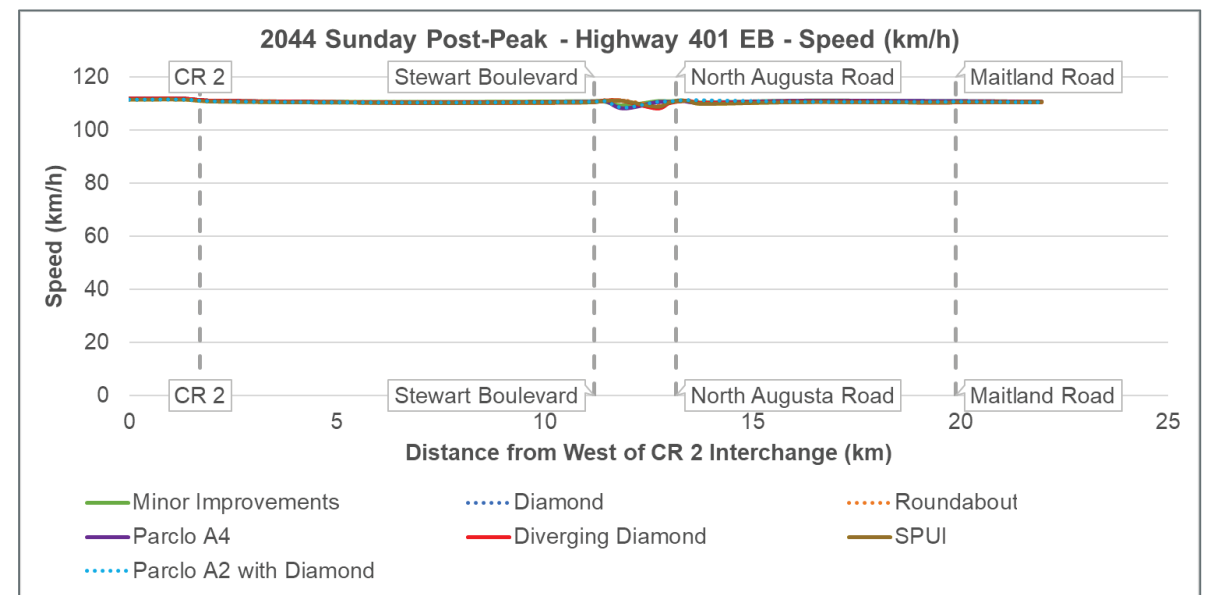 2044 Sunday Post-Peak - Highway 401 EB - Speed (km/h)
120
CR 2
Stewart Boulevard
North Augusta Road
Maitland Road
100
80
60
40
20
0
Speed (km/h)
CR 2
Stewart Boulevard
North Augusta Road
Maitland Road
0
5
10
15
20
25
Distance from West of CR 2 Interchange (km)
Minor Improvements
Diamond
Roundabout
Parclo A4
Diverging Diamond
SPUI
Parclo A2 with Diamond